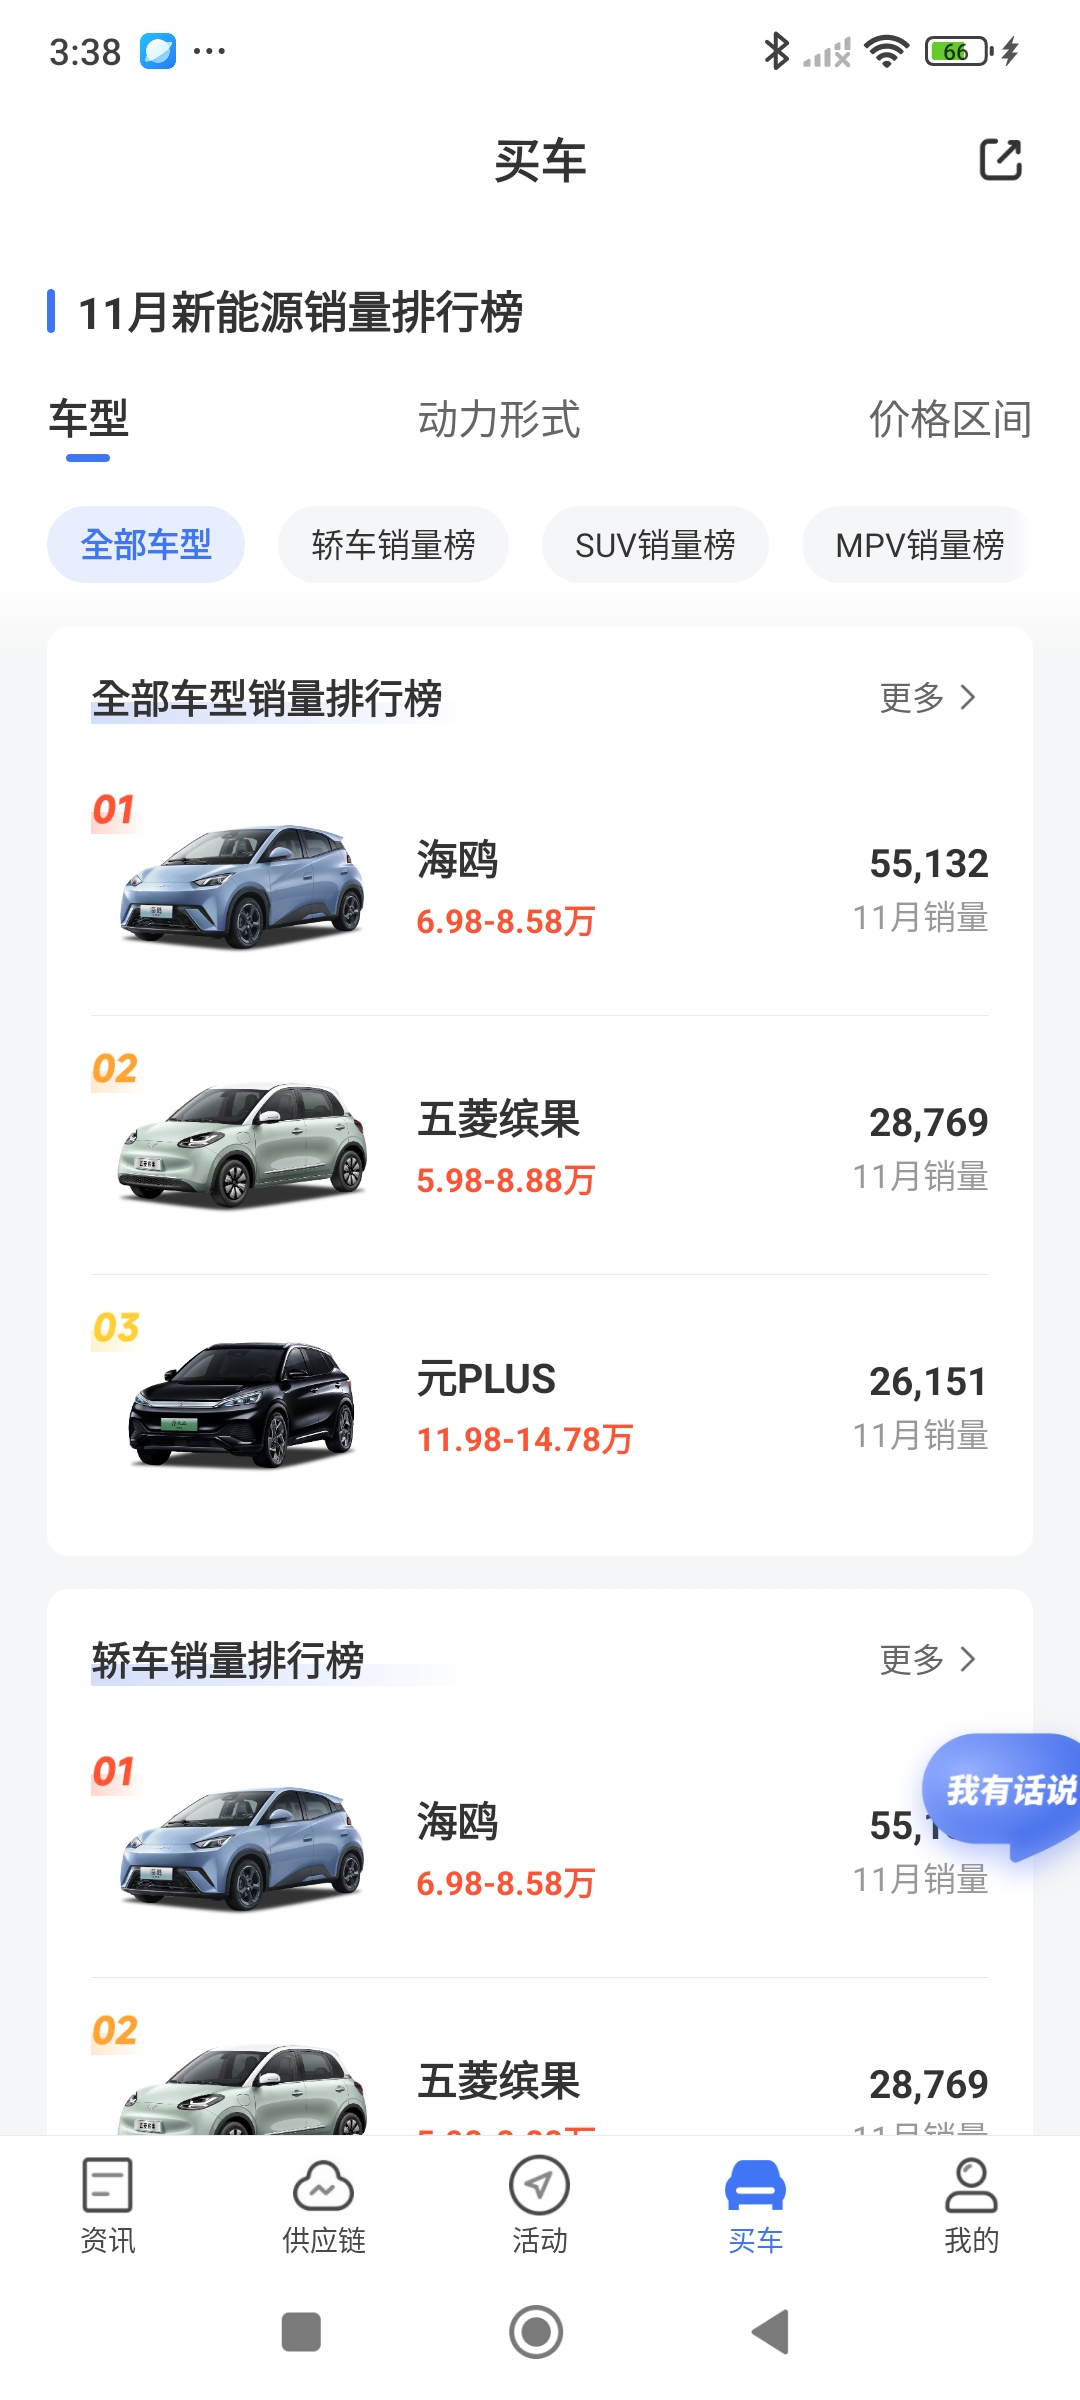 3:38
66
买车
11月新能源销量排行榜
车型
动力形式
价格区间
全部车型
轿车销量榜
SUV销量榜
MPV销量榜
全部车型销量排行榜
更多
01
海鸥
55,132
6.98-8.58万
11月销量
02
五菱缤果
28,769
5.98-8.88万
11月销量
03
元PLUS
26,151
11.98-14.78万
11月销量
轿车销量排行榜
更多
01
我有话说
海鸥
6.98-8.58万
11月销量
02
五菱缤果
28,769
资讯
供应链
活动
买车
我的